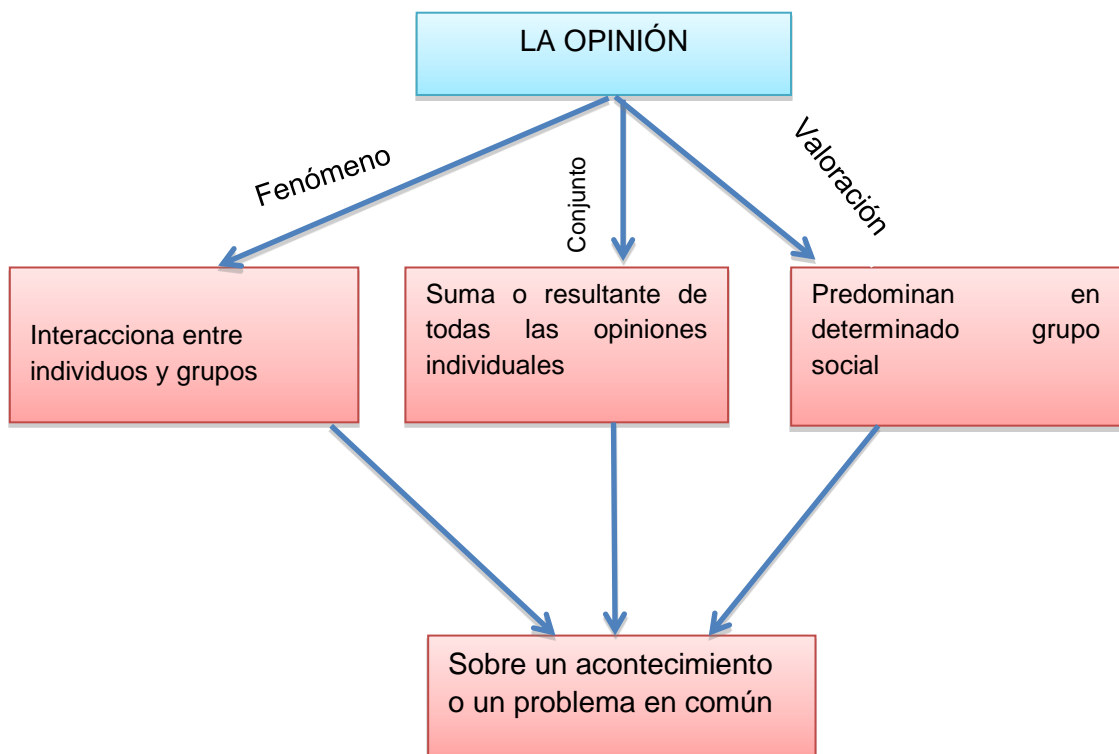 LA OPINIÓN
Fenómeno
Conjunto
Valoración
Interacciona entre
individuos y grupos
Suma o resultante de
todas las opiniones
individuales
Predominan en
determinado grupo
social
Sobre un acontecimiento
o un problema en común